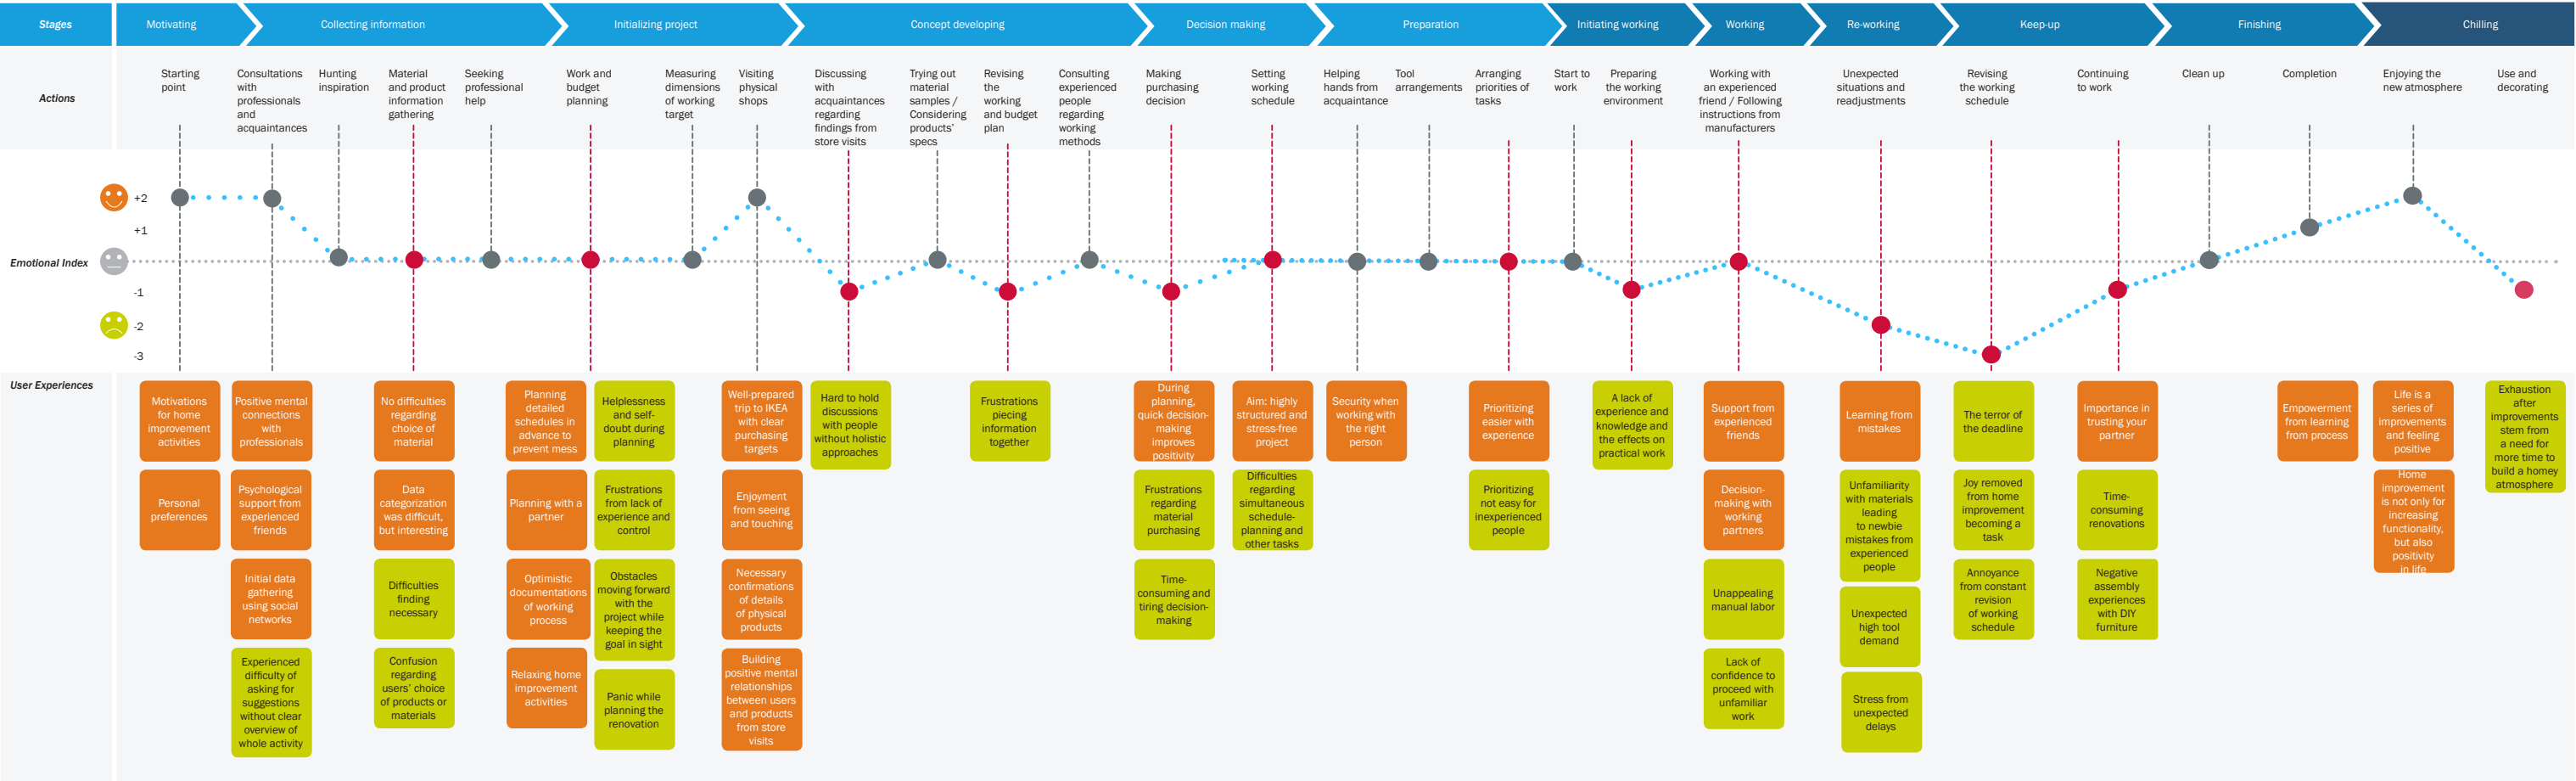 Stages
Motivating
Collecting information
Initializing project
Concept developing
Decision making
Preparation
Initiating working
Working
Re-working
Keep-up
Finishing
Chilling
Actions
Starting
point
Consultations
with
professionals
and
acquaintances
Hunting
inspiration
Material
and product
information
gathering
Seeking
professional
help
Work and
budget
planning
Measuring
dimensions
of working
target
Visiting
physical
shops
Discussing
with
acquaintances
regarding
findings from
store visits
Trying out
material
samples /
Considering
products’
specs
Revising
the
working
and budget
plan
Consulting
experienced
people
regarding
working
methods
Making
purchasing
decision
Setting
working
schedule
Helping
hands from
acquaintance
Tool
arrangements
Arranging
priorities of
tasks
Start to
work
Preparing
the working
environment
Working with
an experienced
friend / Following
instructions from
manufacturers
Unexpected
situations and
readjustments
Revising
the working
schedule
Continuing
to work
Clean up
Completion
Enjoying the
new atmosphere
Use and
decorating
Emotional Index
+2
+1
-1
-2
-3
User Experiences
Motivations
for home
improvement
activities
Personal
preferences
Positive mental
connections
with
professionals
Psychological
support from
experienced
friends
Initial data
gathering
using social
networks
Experienced
difficulty of
asking for
suggestions
without clear
overview of
whole activity
No difficulties
regarding
choice of
material
Data
categorization
was difficult,
but interesting
Difficulties
finding
necessary
Confusion
regarding
users’ choice
of products or
materials
Planning
detailed
schedules in
advance to
prevent mess
Planning with a
partner
Optimistic
documentations
of working
process
Relaxing home
improvement
activities
Helplessness
and self-
doubt during
planning
Frustrations
from lack of
experience and
control
Obstacles
moving forward
with the
project while
keeping the
goal in sight
Panic while
planning the
renovation
Well-prepared
trip to IKEA
with clear
purchasing
targets
Enjoyment
from seeing
and touching
Necessary
confirmations
of details
of physical
products
Building
positive mental
relationships
between users
and products
from store
visits
Hard to hold
discussions
with people
without holistic
approaches
Frustrations
piecing
information
together
During
planning,
quick decision-
making
improves
positivity
Frustrations
regarding
material
purchasing
Time-
consuming and
tiring decision-
making
Aim: highly
structured and
stress-free
project
Difficulties
regarding
simultaneous
schedule-
planning and
other tasks
Security when
working with
the right
person
Prioritizing
easier with
experience
Prioritizing
not easy for
inexperienced
people
A lack of
experience and
knowledge and
the effects on
practical work
Support from
experienced
friends
Decision-
making with
working
partners
Unappealing
manual labor
Lack of
confidence to
proceed with
unfamiliar
work
Learning from
mistakes
Unfamiliarity
with materials
leading
to newbie
mistakes from
experienced
people
Unexpected
high tool
demand
Stress from
unexpected
delays
The terror of
the deadline
Joy removed
from home
improvement
becoming a
task
Annoyance
from constant
revision
of working
schedule
Importance in
trusting your
partner
Time-
consuming
renovations
Negative
assembly
experiences
with DIY
furniture
Empowerment
from learning
from process
Life is a
series of
improvements
and feeling
positive
Home
improvement
is not only for
increasing
functionality,
but also
positivity
in life
Exhaustion
after
improvements
stem from
a need for
more time to
build a homey
atmosphere